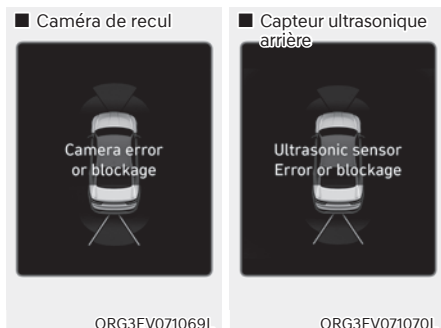 ■ Caméra de recul
Camera error
or blockage
ORG3EV071069L
■ Capteur ultrasonique
arrière
Ultrasonic sensor
Error or blockage
ORG3EV071070L